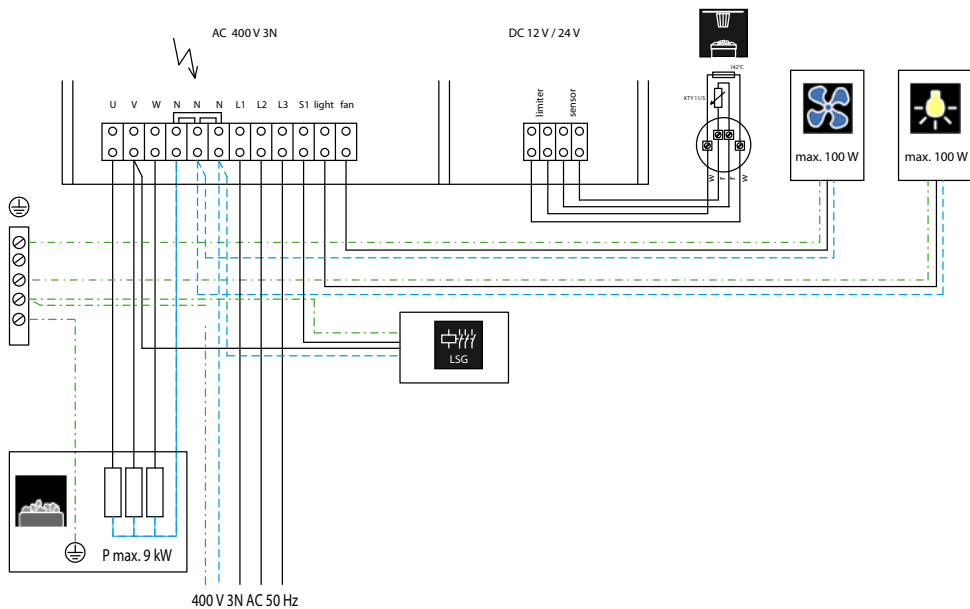 AC 400 V 3N
DC 12 V / 24 V
142°C
KTY 11/5
U V W N N N L1 L2 L3 S1 light fan
limiter
sensor
max. 100 W
max. 100 W
W r r W
LSG
P max. 9 kW
400 V 3N AC 50 Hz